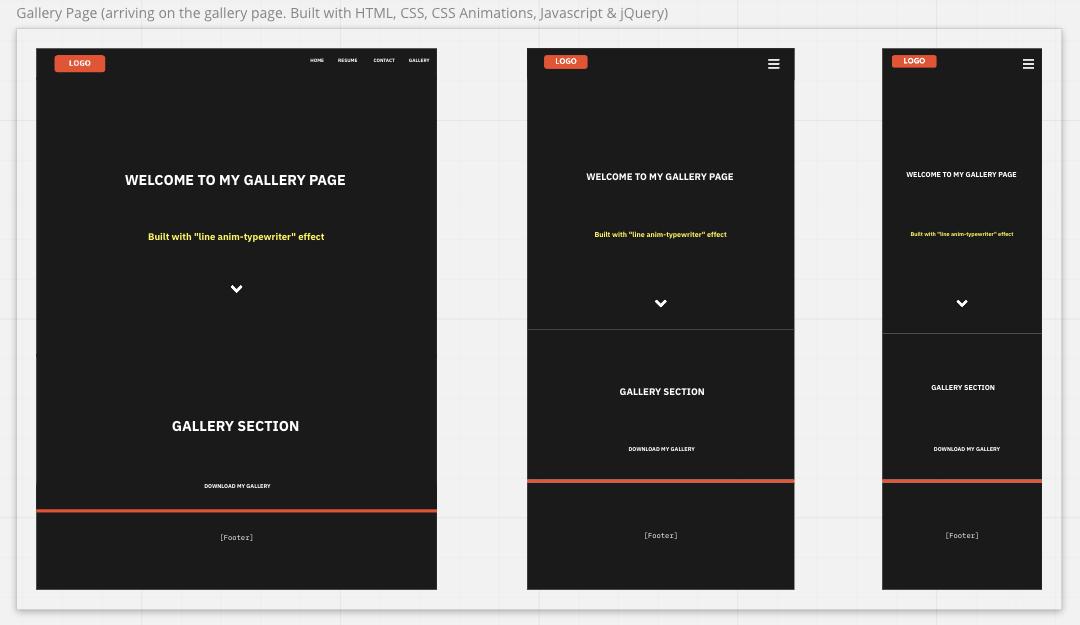 Gallery Page (arriving on the gallery page. Built with HTML, CSS, CSS Animations, Javascript & jQuery)
LOGO
HOME RESUME CONTACT GALLERY
WELCOME TO MY GALLERY PAGE
Built with "line anim-typewriter" effect
GALLERY SECTION
DOWNLOAD MY GALLERY
[Footer]
LOGO
WELCOME TO MY GALLERY PAGE
Built with "line anim-typewriter" effect
GALLERY SECTION
DOWNLOAD MY GALLERY
[Footer]
LOGO
WELCOME TO MY GALLERY PAGE
Built with "line anim-typewriter" effect
GALLERY SECTION
DOWNLOAD MY GALLERY
[Footer]